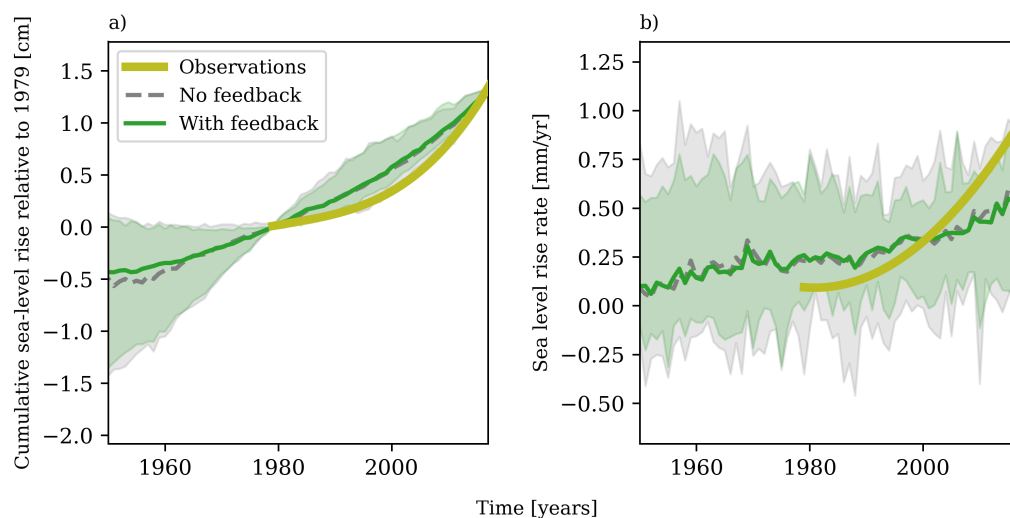 a)
b)
Cumulative sea-level rise relative to 1979 [cm]
1.5
1.0
0.5
0.0
−0.5
−1.0
−1.5
−2.0
Observations
No feedback
With feedback
1960
1980
2000
Sea level rise rate [mm/yr]
1.25
1.00
0.75
0.50
0.25
0.00
−0.25
−0.50
1960
1980
2000
Time [years]